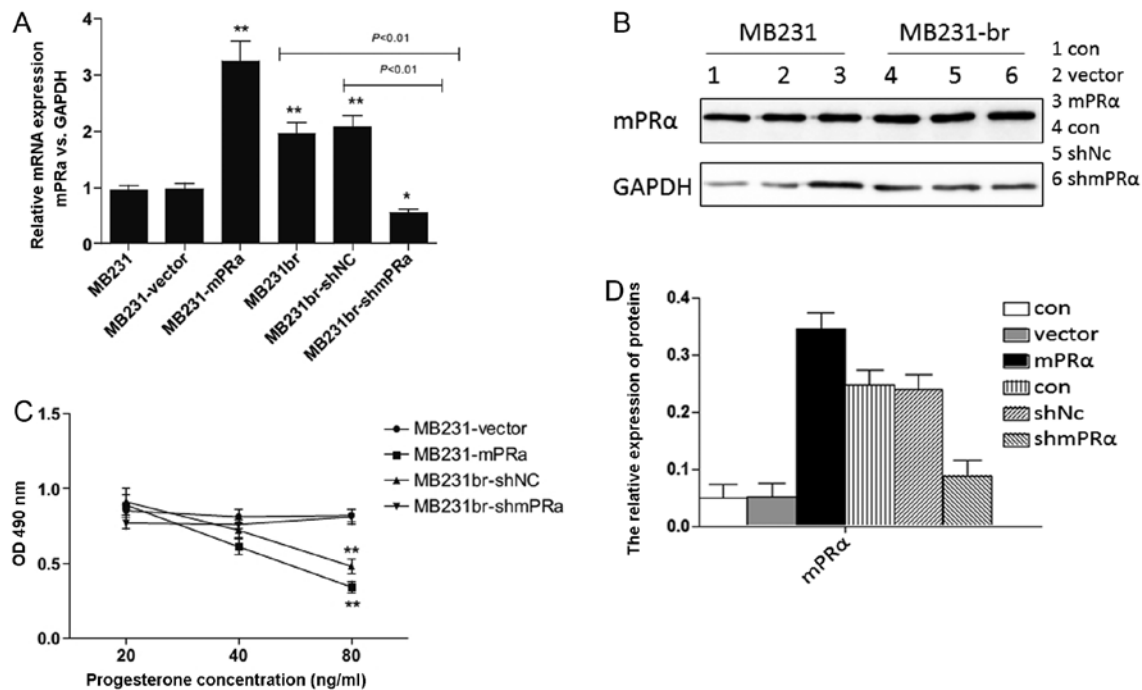 A
Relative mRNA expression
mPRa vs. GAPDH
4
3
2
1
0
**
**
**
*
P<0.01
P<0.01
MB231
MB231-vector
MB231-mPRa
MB231br
MB231br-shNC
MB231br-shmPRa
B
MB231
MB231-br
1 2 3 4 5 6
mPRα
GAPDH
1 con
2 vector
3 mPRα
4 con
5 shNc
6 shmPRα
C
OD 490 nm
1.5
1.0
0.5
0.0
**
**
20 40 80
Progesterone concentration (ng/ml)
MB231-vector
MB231-mPRa
MB231br-shNC
MB231br-shmPRa
D
The relative expression of proteins
0.4
0.3
0.2
0.1
0.0
mPRα
con
vector
mPRα
con
shNc
shmPRα